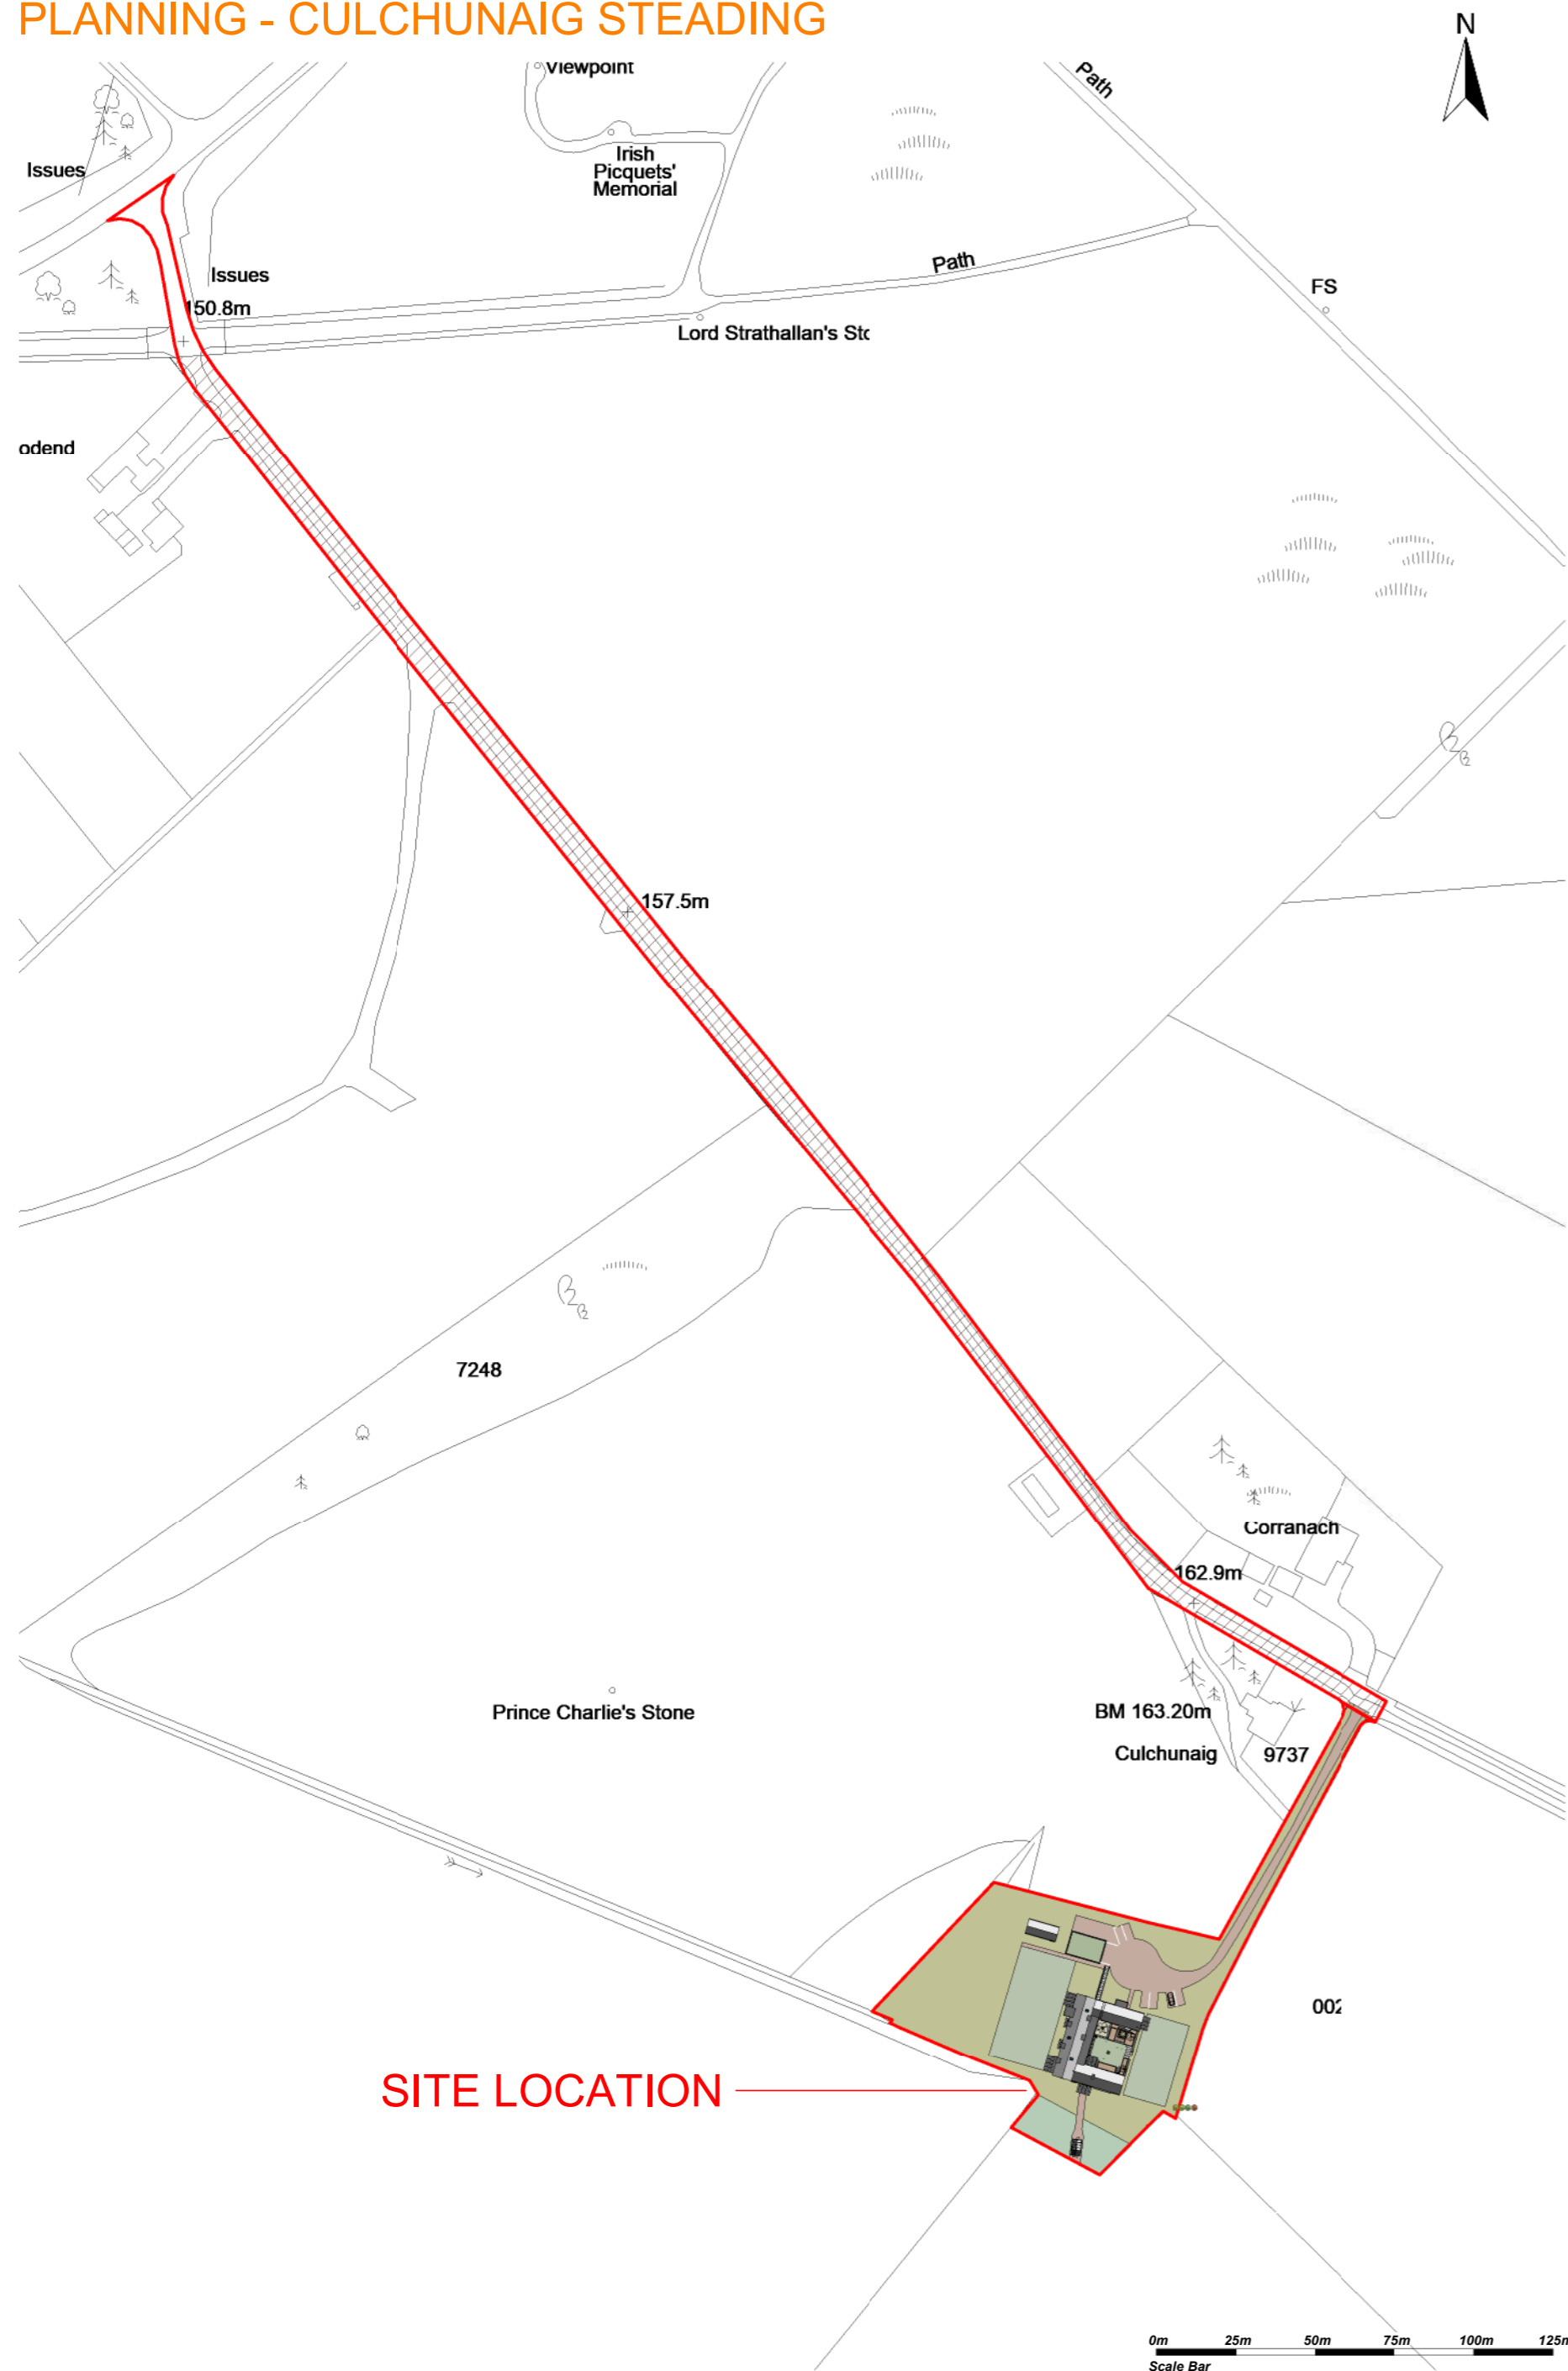 PLANNING - CULCHUNAIG STEADING
N
Viewpoint
Path
Irish
Picquets'
Memorial
Issues
Path
Issues
FS
150.8m
Lord Strathallan's Sto
odend
157.5m
7248
Corranach
162.9m
Prince Charlie's Stone
BM 163.20m
Culchunaig
9737
002
SITE LOCATION
0m 25m 50m 75m 100m 125m
Scale Bar